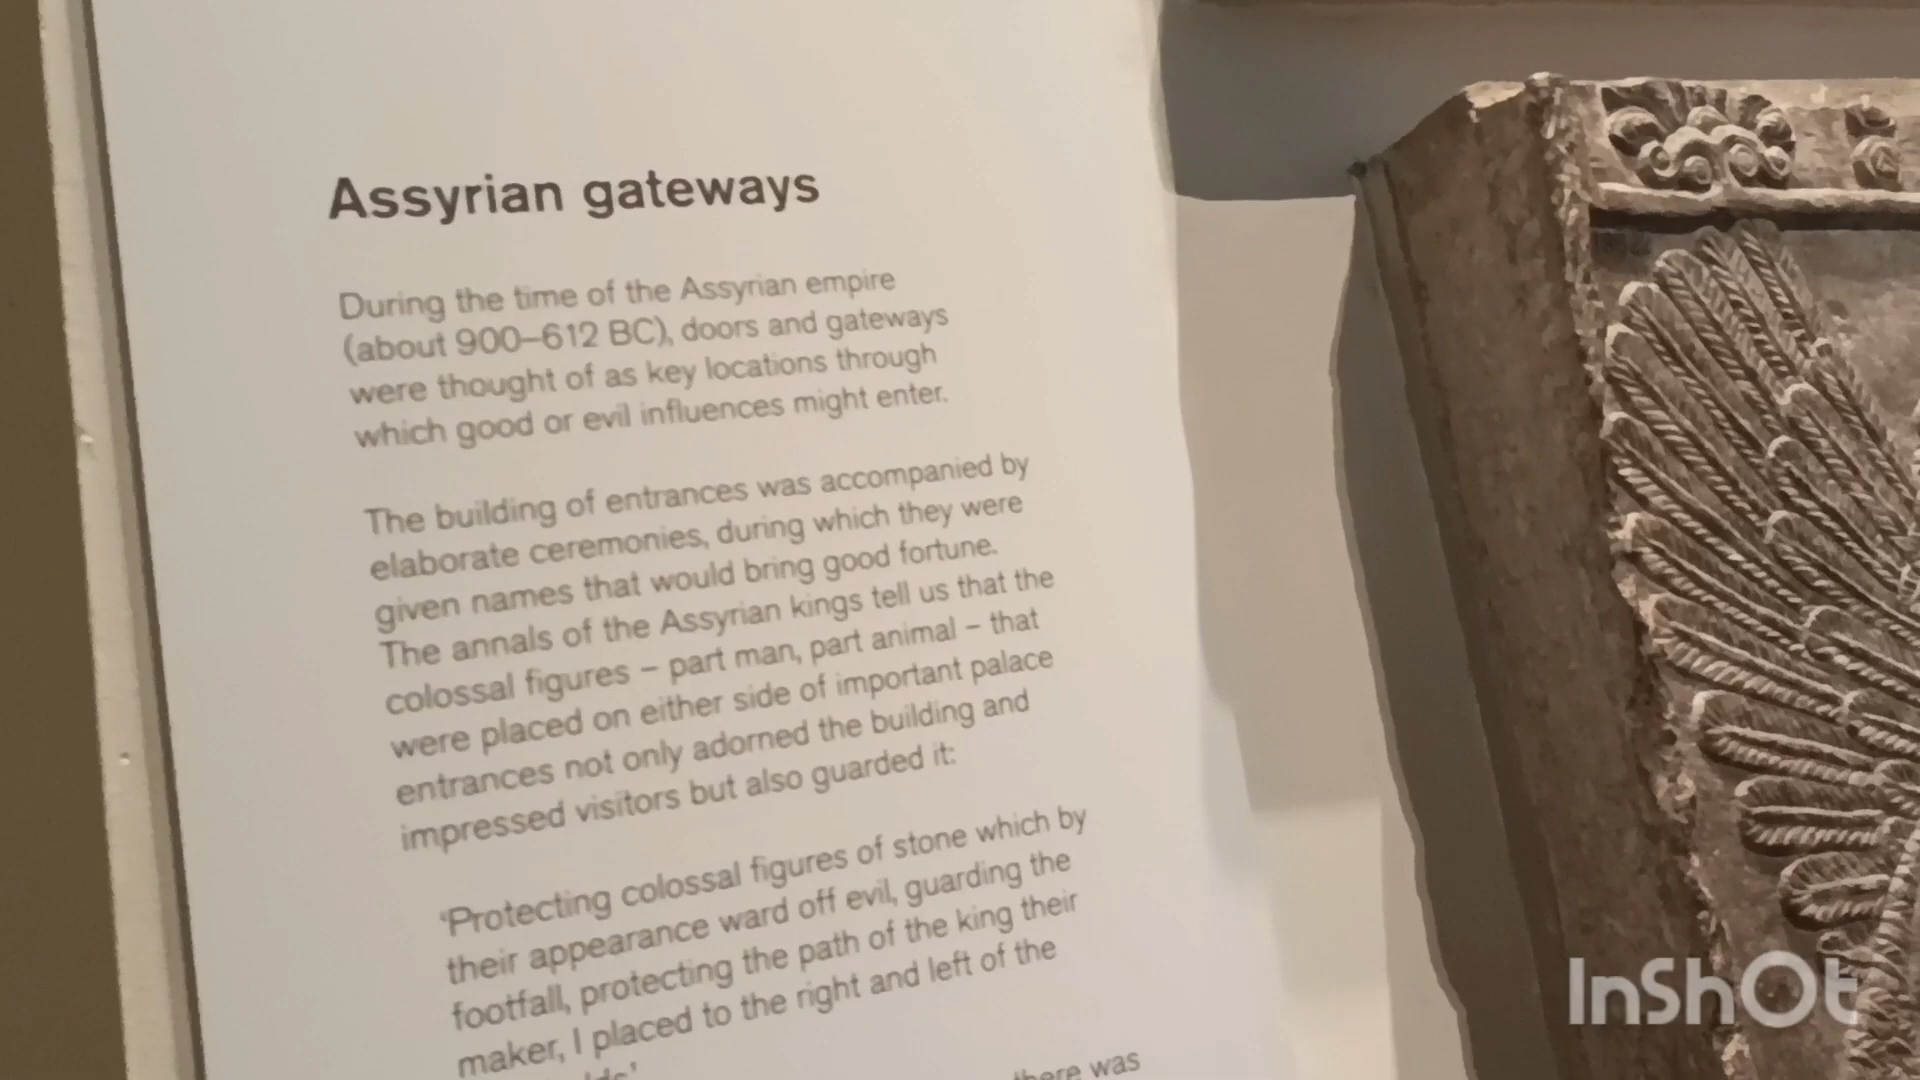 Assyrian gateways
During the time of the Assyrian empire
(about 900–612 BC), doors and gateways
were thought of as key locations through
which good or evil influences might enter.
The building of entrances was accompanied by
elaborate ceremonies, during which they were
given names that would bring good fortune.
The annals of the Assyrian kings tell us that the
colossal figures – part man, part animal – that
were placed on either side of important palace
entrances not only adorned the building and
impressed visitors but also guarded it:
‘Protecting colossal figures of stone which by
their appearance ward off evil, guarding the
footfall, protecting the path of the king their
maker, I placed to the right and left of the
there was
InShOt